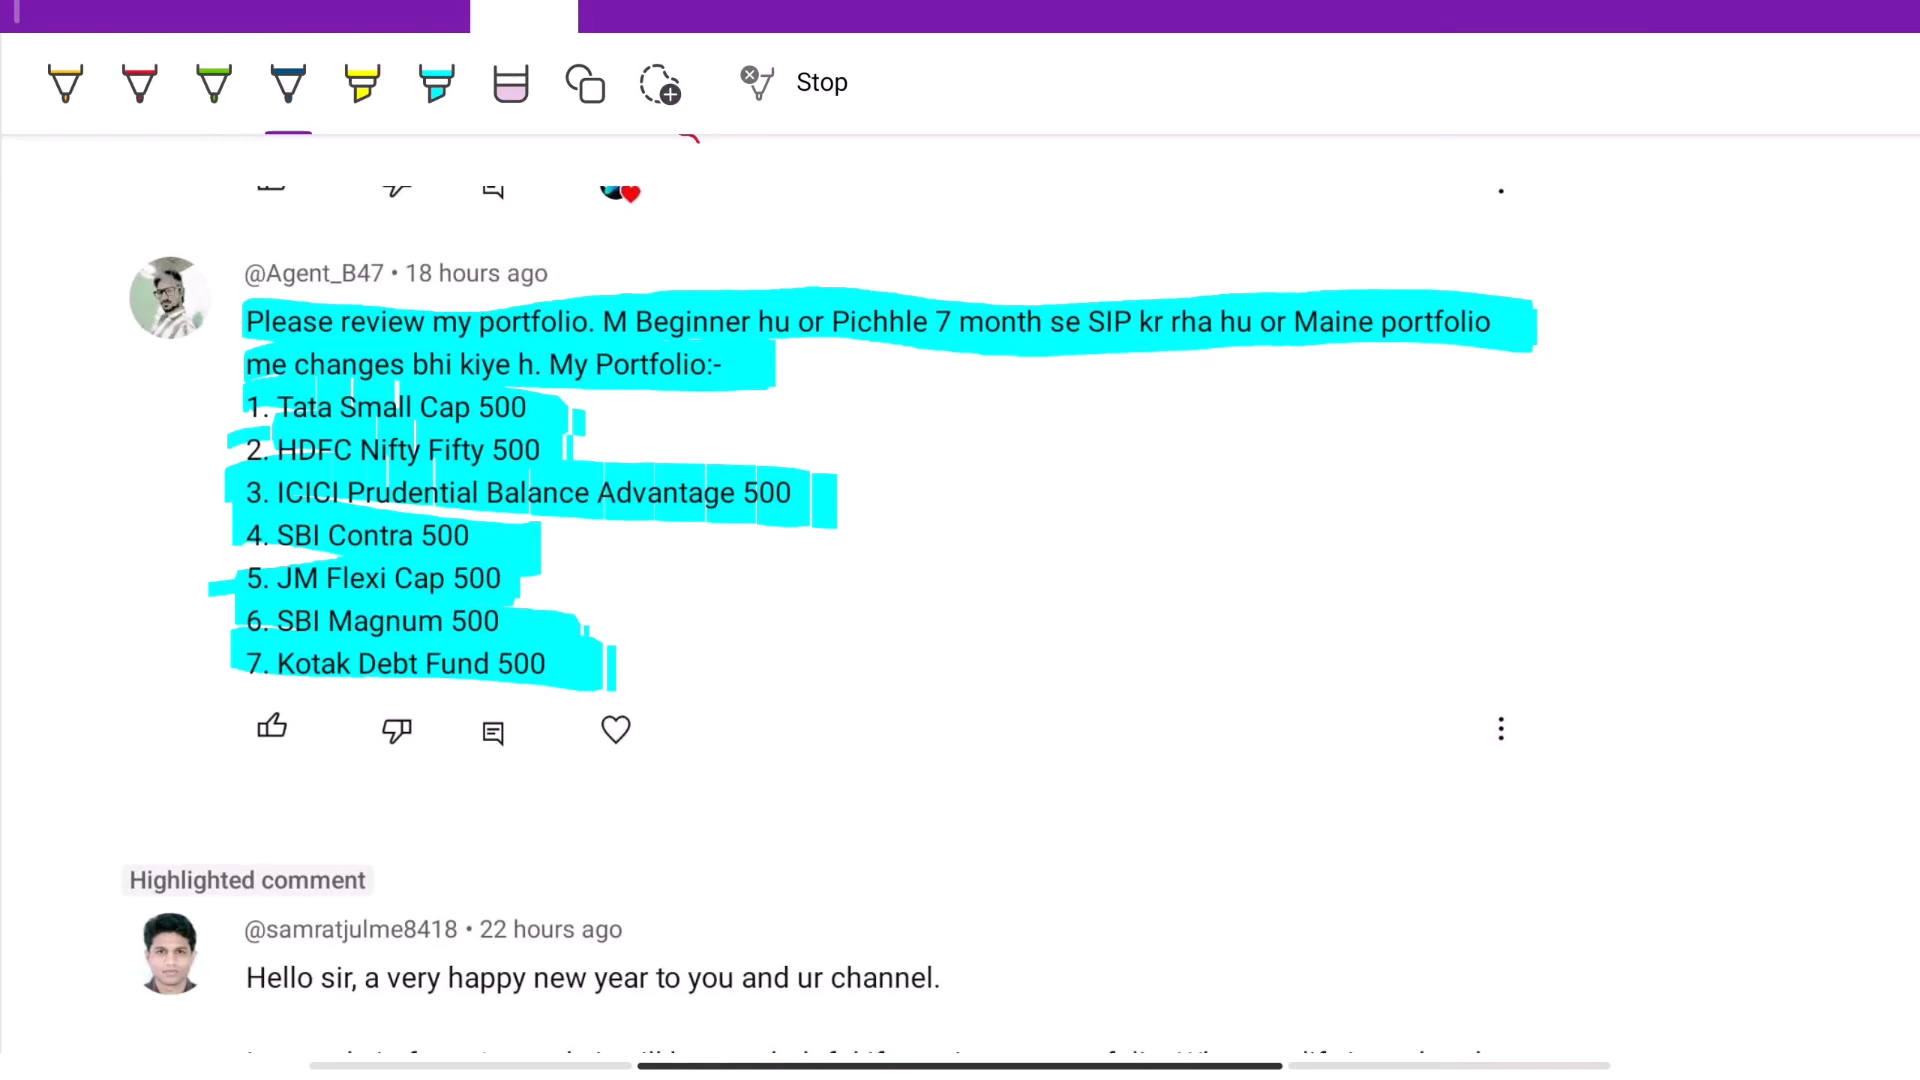 Stop
@Agent_B47 • 18 hours ago
Please review my portfolio. M Beginner hu or Pichhle 7 month se SIP kr rha hu or Maine portfolio
me changes bhi kiye h. My Portfolio:-
1. Tata Small Cap 500
2. HDFC Nifty Fifty 500
3. ICICI Prudential Balance Advantage 500
4. SBI Contra 500
5. JM Flexi Cap 500
6. SBI Magnum 500
7. Kotak Debt Fund 500
Highlighted comment
@samratjulme8418 • 22 hours ago
Hello sir, a very happy new year to you and ur channel.